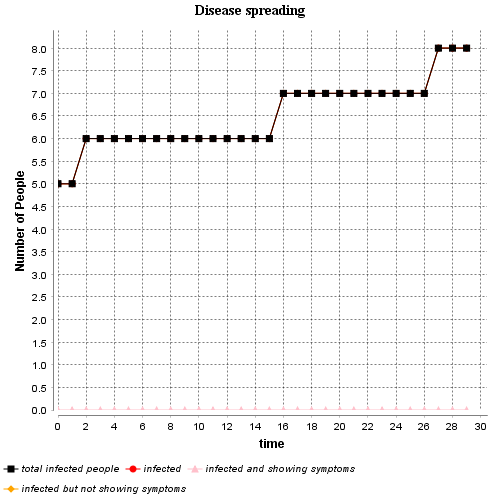 Disease spreading
Number of People
8.0
7.5
7.0
6.5
6.0
5.5
5.0
4.5
4.0
3.5
3.0
2.5
2.0
1.5
1.0
0.5
0.0
0 2 4 6 8 10 12 14 16 18 20 22 24 26 28 30
time
total infected people infected infected and showing symptoms
infected but not showing symptoms